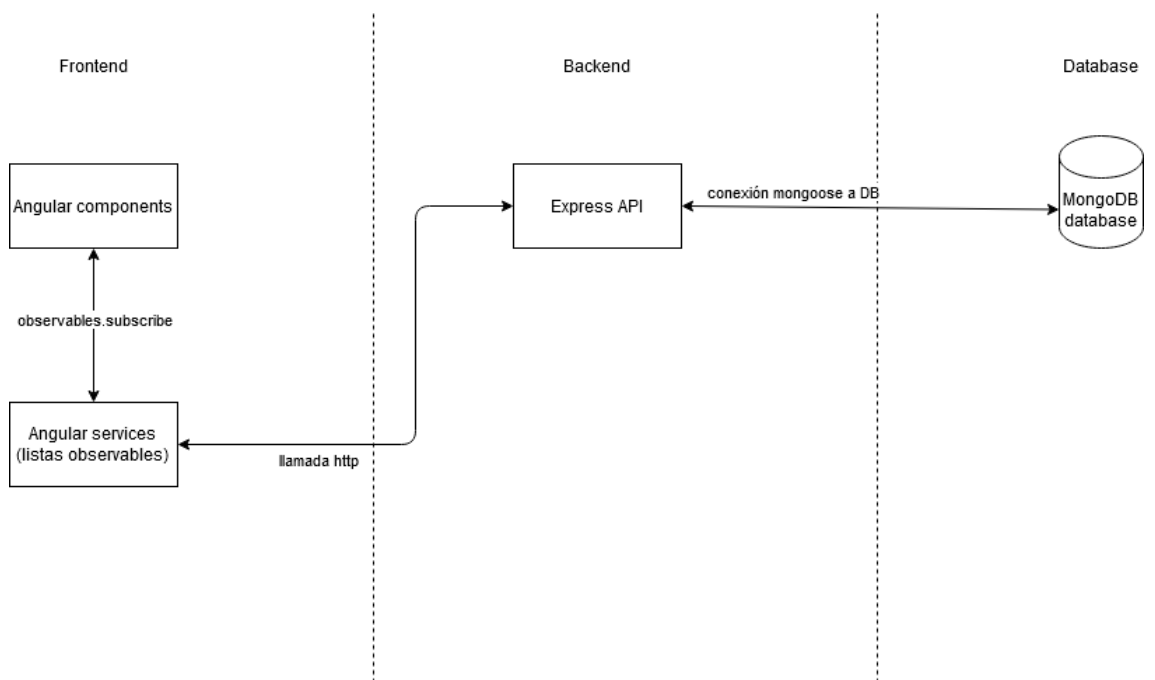 Frontend
Backend
Database
Angular components
Express API
conexión mongoose a DB
MongoDB
database
observables.subscribe
Angular services
(listas observables)
llamada http